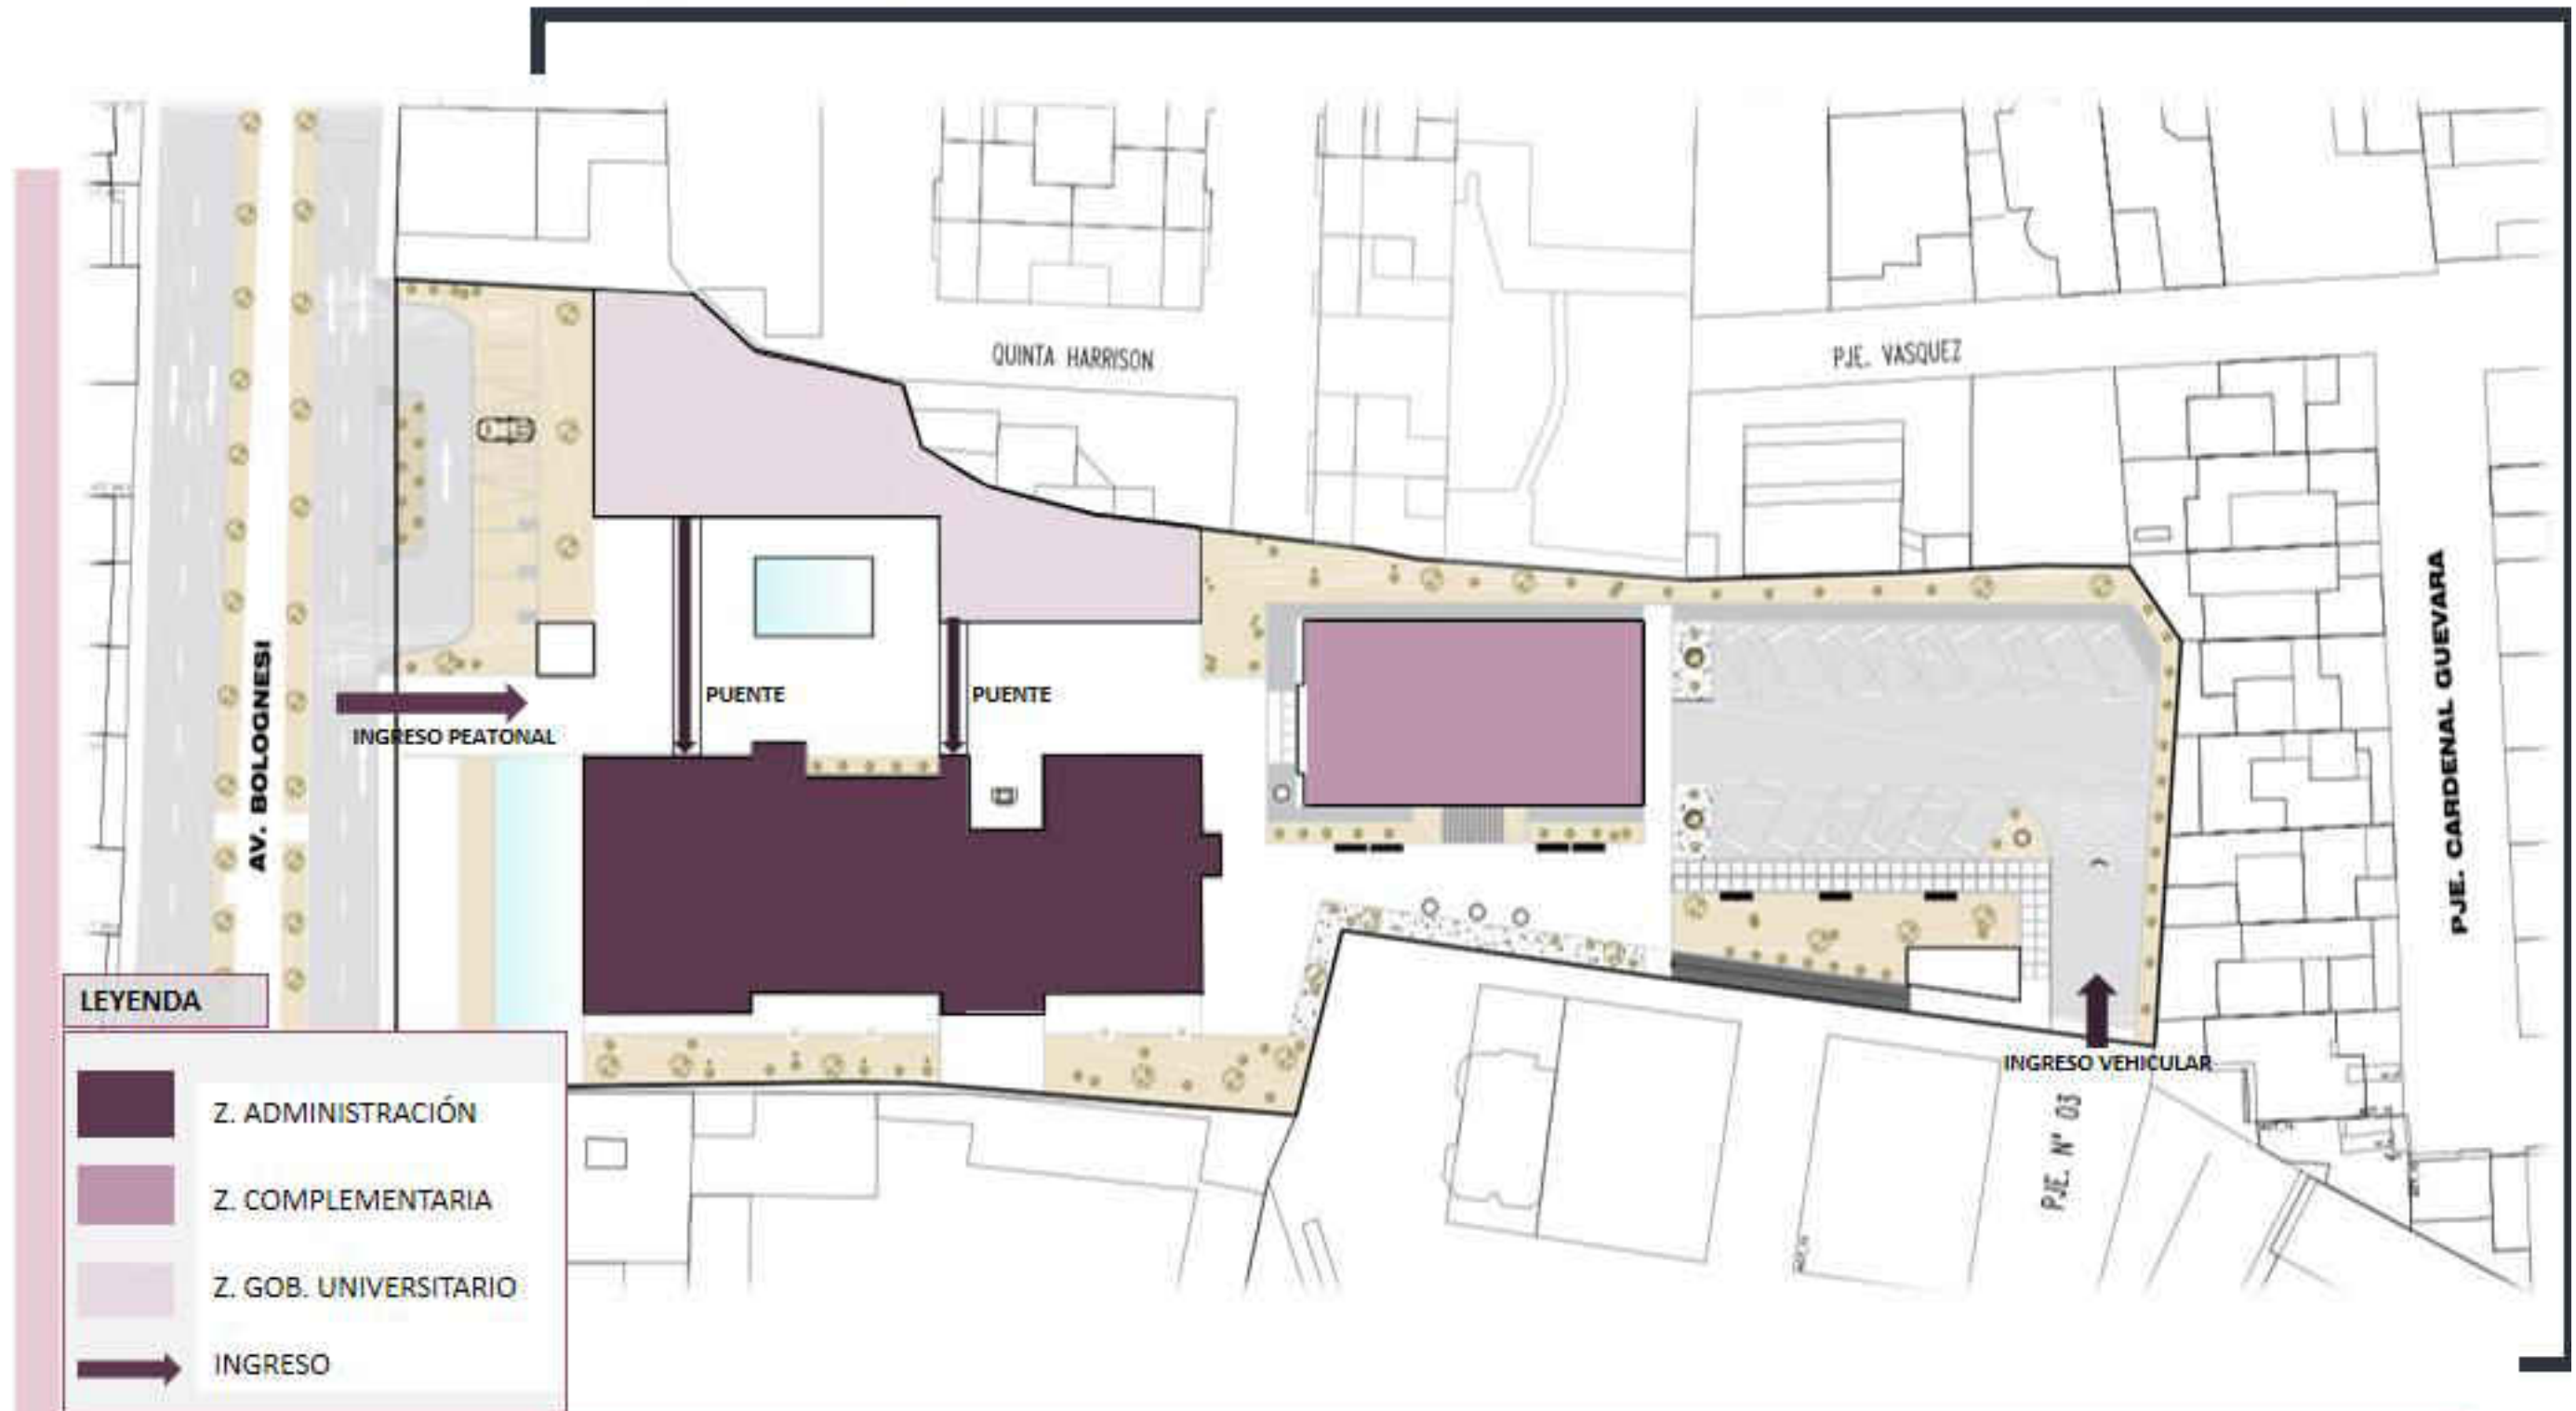 QUINTA HARRISON
PJE. VASQUEZ
AV. BOLOGNESI
PJE. CARDENAL GUEVARA
PUENTE
PUENTE
INGRESO PEATONAL
INGRESO VEHICULAR
PJE. N° 03
LEYENDA
Z. ADMINISTRACIÓN
Z. COMPLEMENTARIA
Z. GOB. UNIVERSITARIO
INGRESO